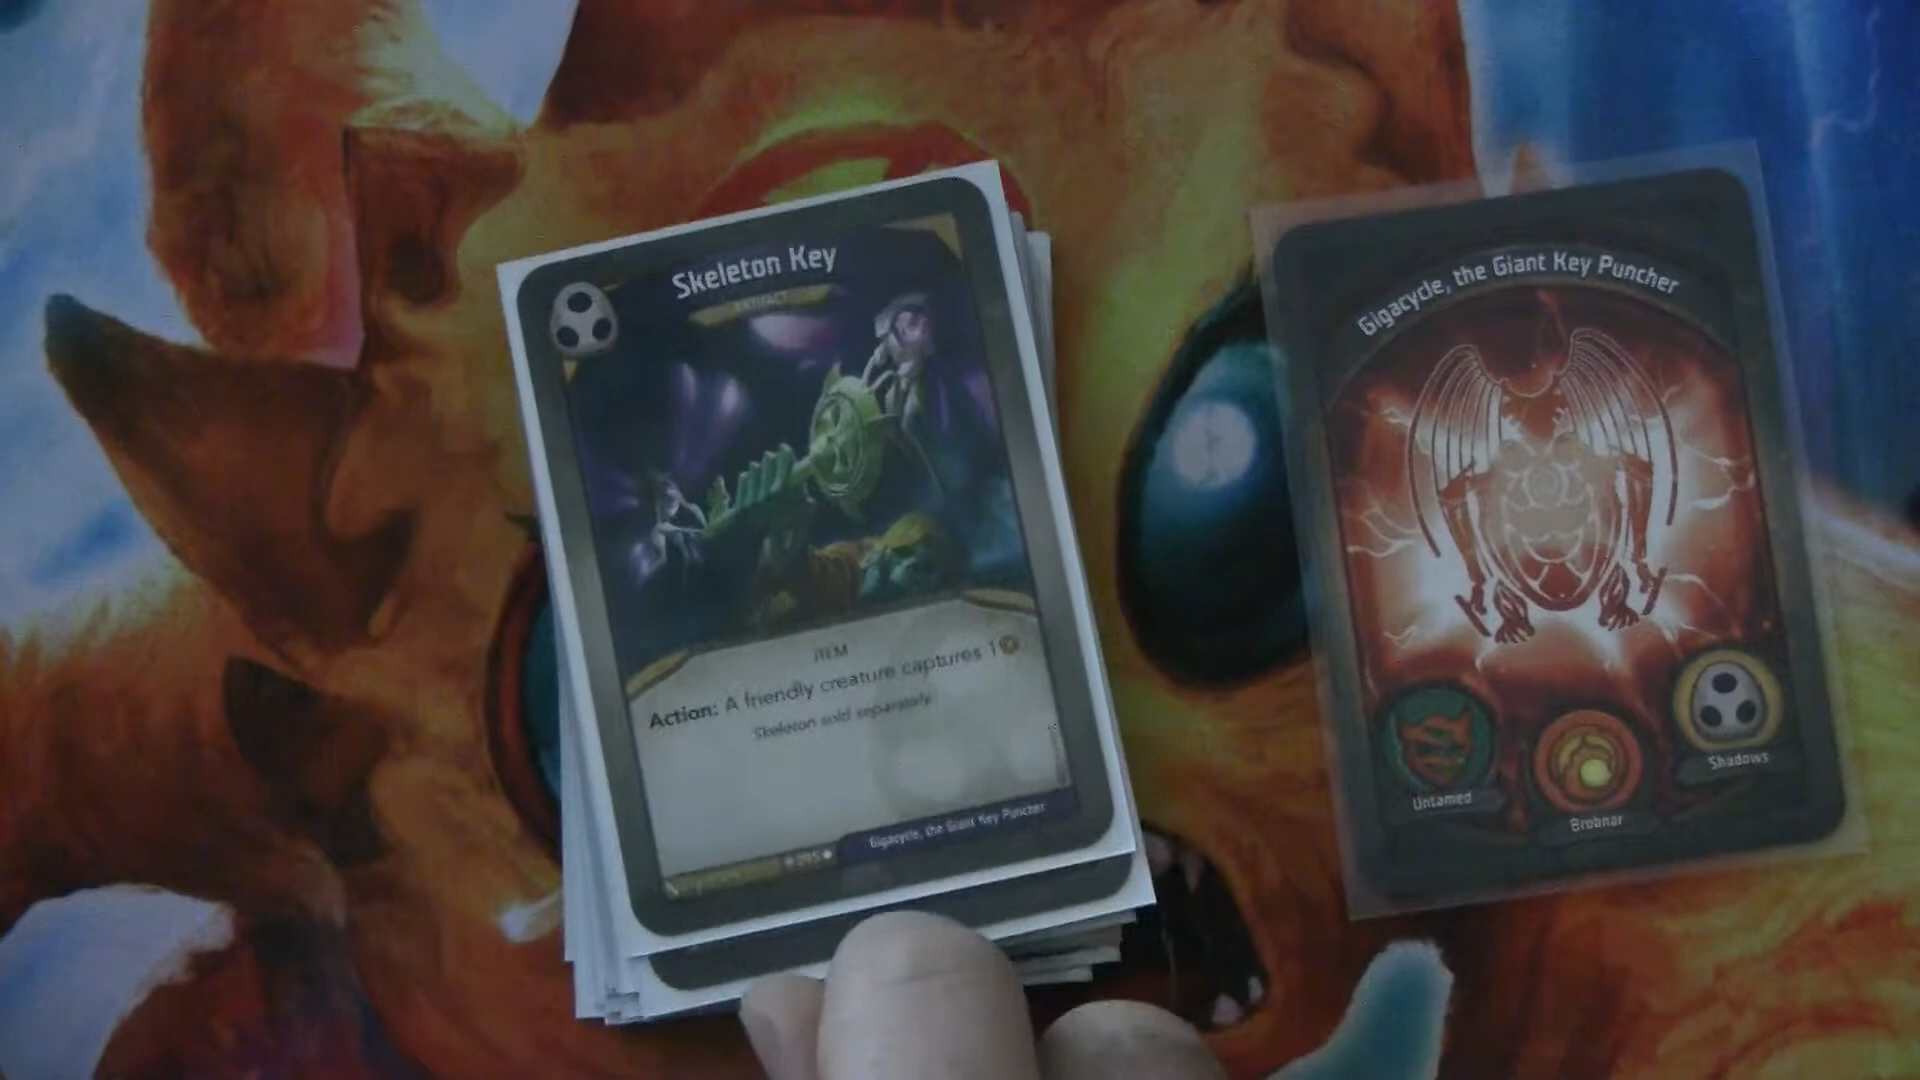 Skeleton Key
ARTIFACT
ITEM
Action: A friendly creature captures 1
Skeleton sold separately.
295
Gigacycle, the Giant Key Puncher
Gigacycle, the Giant Key Puncher
Untamed
Brobnar
Shadows